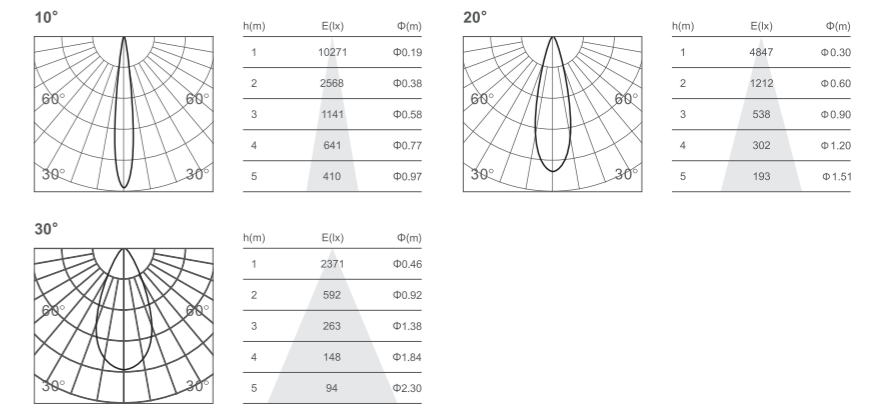 10°
h(m) E(lx) Φ(m)
1 10271 Φ0.19
2 2568 Φ0.38
3 1141 Φ0.58
4 641 Φ0.77
5 410 Φ0.97
60° 60°
30° 30°
20°
h(m) E(lx) Φ(m)
1 4847 Φ0.30
2 1212 Φ0.60
3 538 Φ0.90
4 302 Φ1.20
5 193 Φ1.51
60° 60°
30° 30°
30°
h(m) E(lx) Φ(m)
1 2371 Φ0.46
2 592 Φ0.92
3 263 Φ1.38
4 148 Φ1.84
5 94 Φ2.30
60° 60°
30° 30°